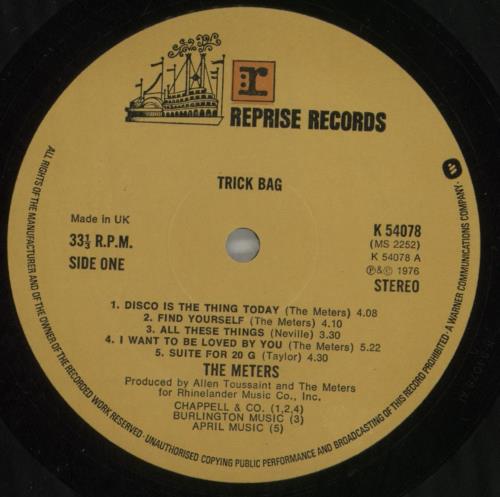 r
REPRISE RECORDS
TRICK BAG
Made in UK
33⅓ R.P.M.
SIDE ONE
K 54078
(MS 2252)
K 54078 A
℗&© 1976
STEREO
1. DISCO IS THE THING TODAY (The Meters) 4.08
2. FIND YOURSELF (The Meters) 4.10
3. ALL THESE THINGS (Neville) 3.30
4. I WANT TO BE LOVED BY YOU (The Meters) 5.22
5. SUITE FOR 20 G (Taylor) 4.30
THE METERS
Produced by Allen Toussaint and The Meters
for Rhinelander Music Co., Inc.
CHAPPELL & CO. (1,2,4)
BURLINGTON MUSIC (3)
APRIL MUSIC (5)
ALL RIGHTS OF THE MANUFACTURER AND OF THE OWNER OF THE RECORDED WORK RESERVED · UNAUTHORISED COPYING PUBLIC PERFORMANCE AND BROADCASTING OF THIS RECORD PROHIBITED. A WARNER COMMUNICATIONS COMPANY·